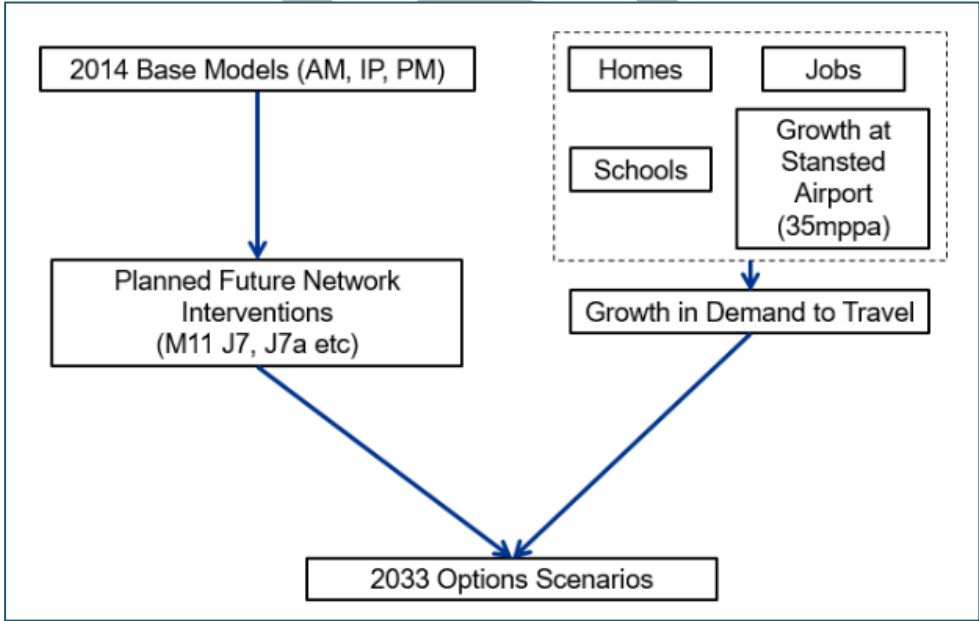 2014 Base Models (AM, IP, PM)
Homes
Jobs
Schools
Growth at
Stansted
Airport
(35mppa)
Planned Future Network
Interventions
(M11 J7, J7a etc)
Growth in Demand to Travel
2033 Options Scenarios